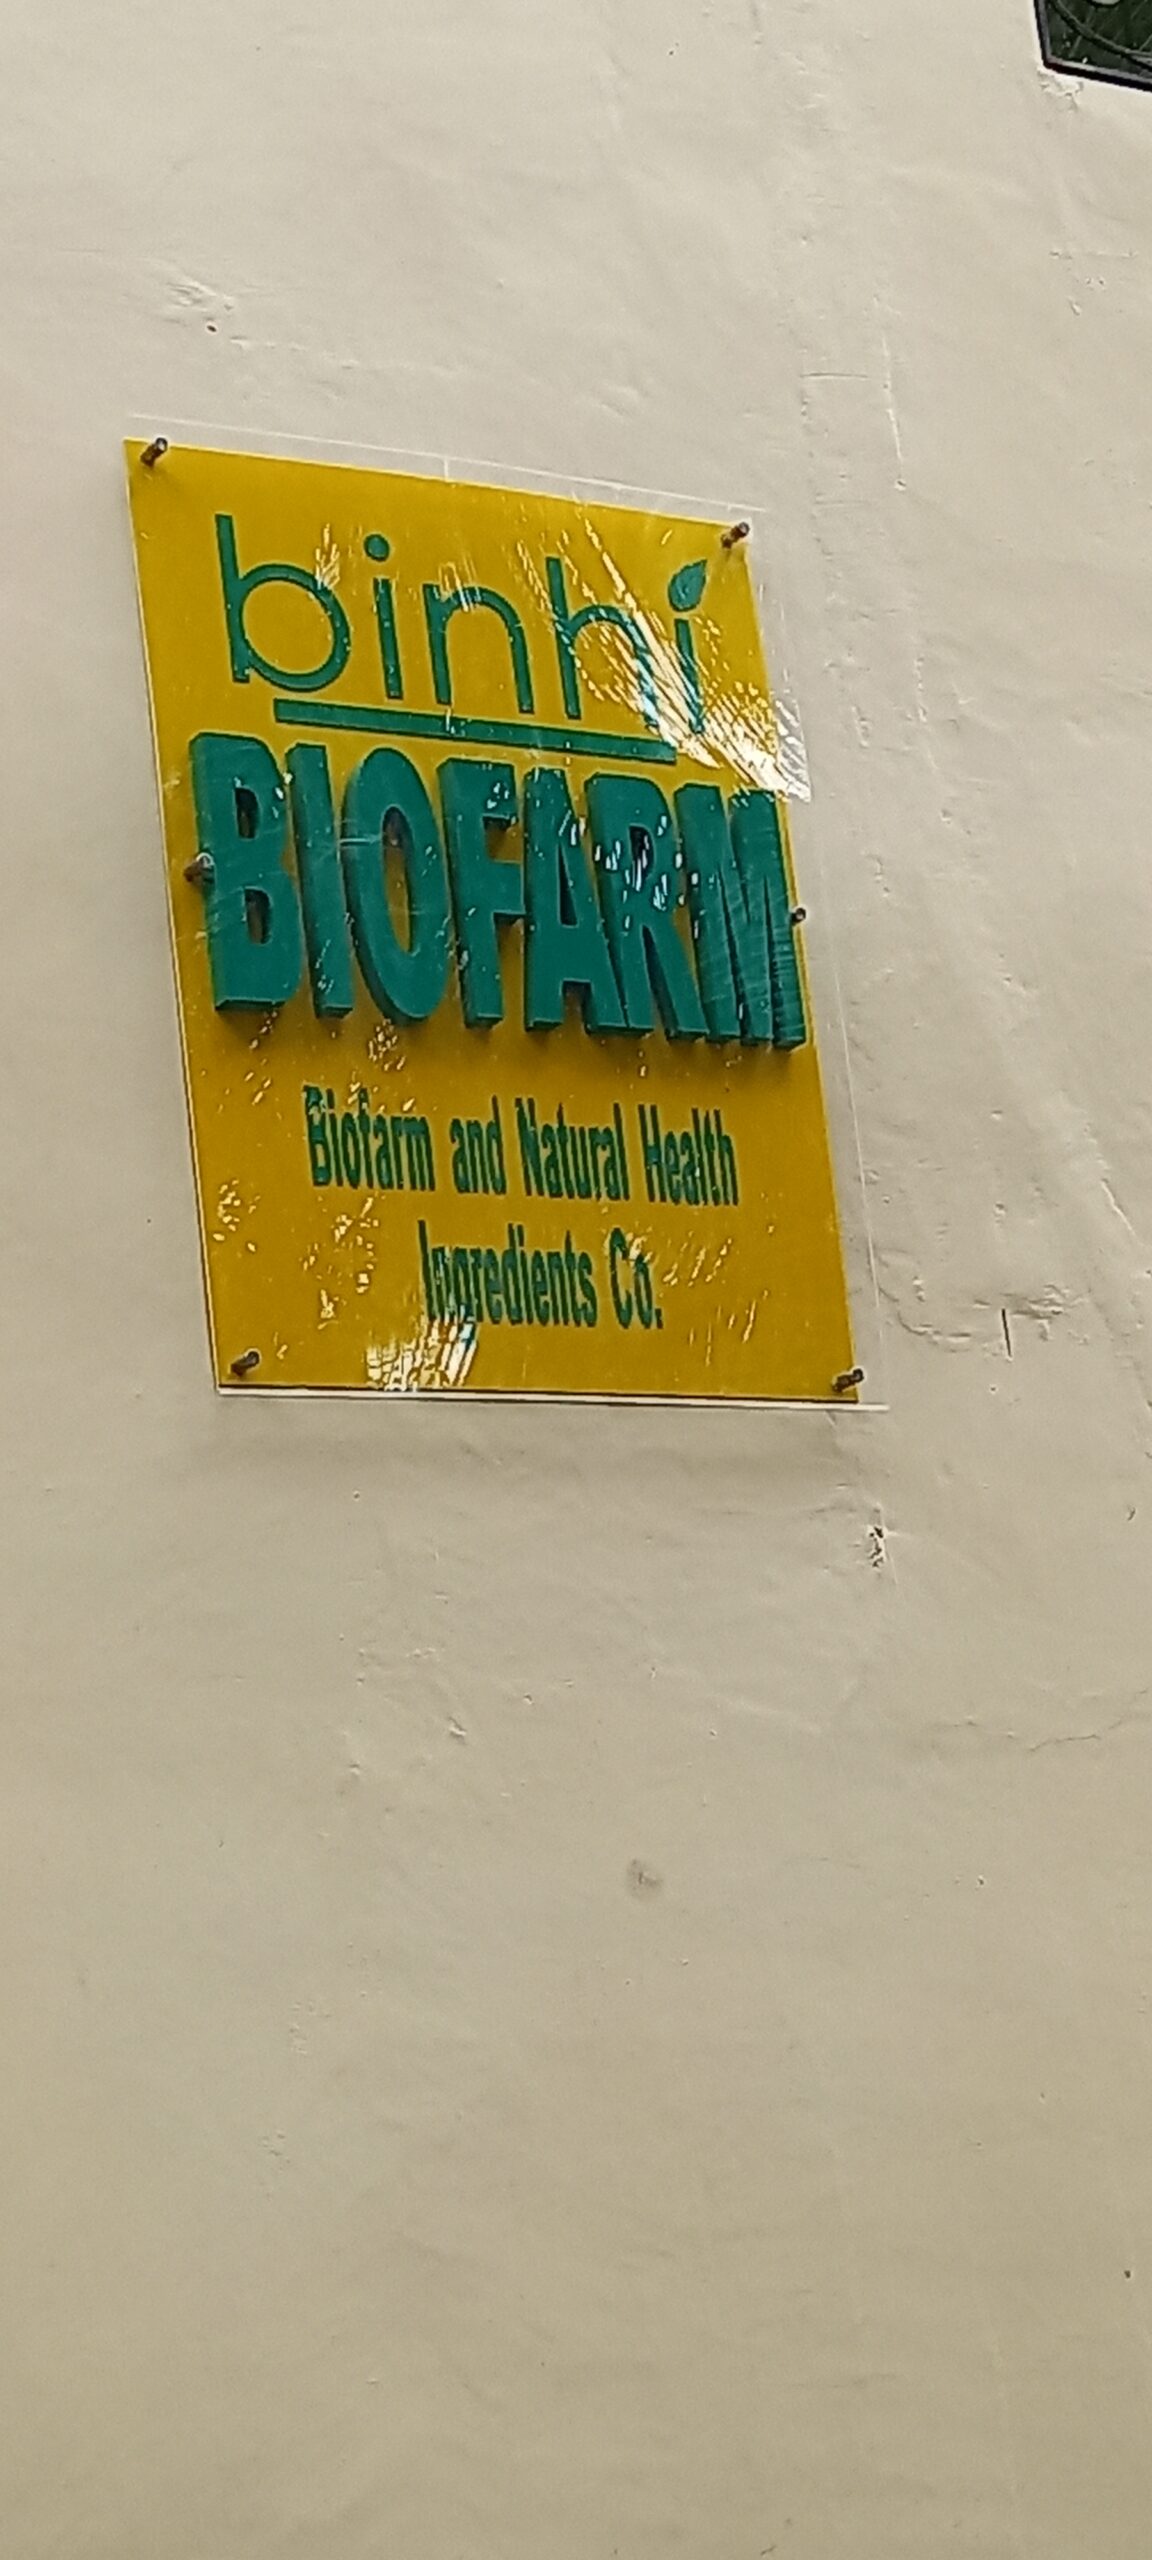 binhi
BIOFARM
Biofarm and Natural Health
Ingredients Co.